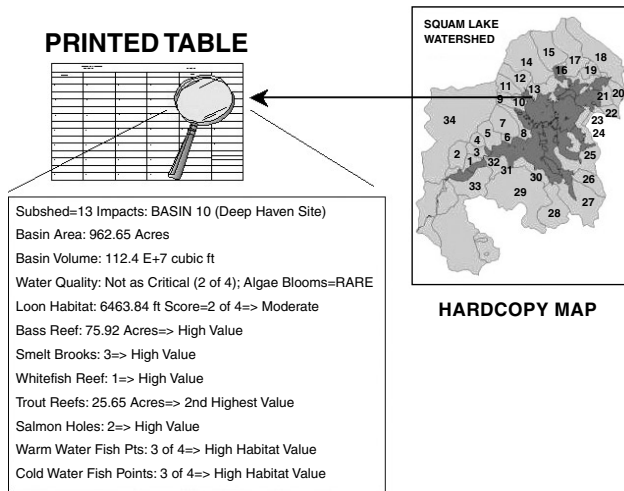 PRINTED TABLE
Subshed=13 Impacts: BASIN 10 (Deep Haven Site)
Basin Area: 962.65 Acres
Basin Volume: 112.4 E+7 cubic ft
Water Quality: Not as Critical (2 of 4); Algae Blooms=RARE
Loon Habitat: 6463.84 ft Score=2 of 4=> Moderate
Bass Reef: 75.92 Acres=> High Value
Smelt Brooks: 3=> High Value
Whitefish Reef: 1=> High Value
Trout Reefs: 25.65 Acres=> 2nd Highest Value
Salmon Holes: 2=> High Value
Warm Water Fish Pts: 3 of 4=> High Habitat Value
Cold Water Fish Points: 3 of 4=> High Habitat Value
SQUAM LAKE
WATERSHED
15
14 17 18
16 19
12
11 13
9 10 21 20
22
34 7 23
5 6 8 24
4
2 3 25
1 32
31 30 26
33 29 27
28
HARDCOPY MAP